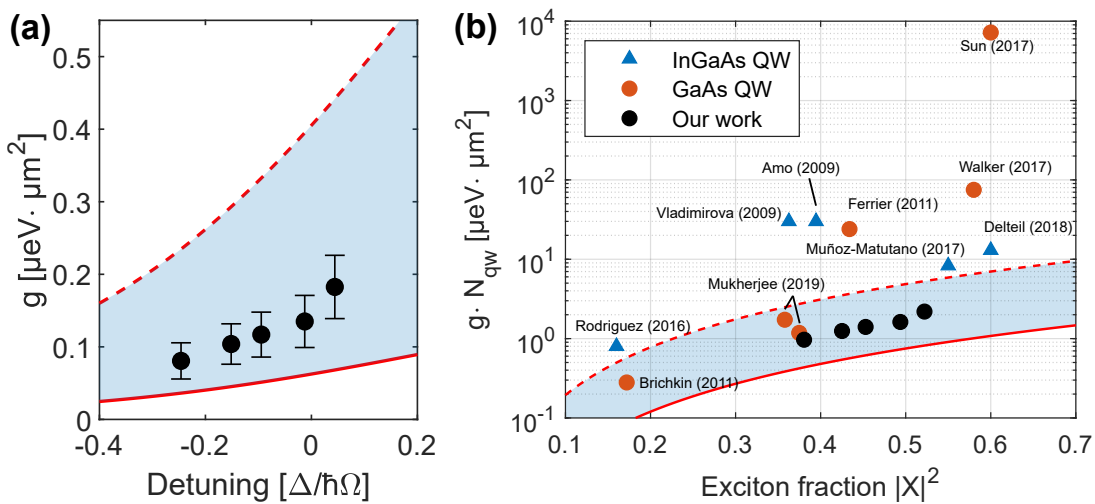 (a)
0.5
0.4
0.3
0.2
0.1
0
g [μeV· μm²]
-0.4
-0.2
0
0.2
Detuning [Δ/ħΩ]
(b)
10⁴
10³
10²
10¹
10⁰
10⁻¹
g· N_qw [μeV· μm²]
InGaAs QW
GaAs QW
Our work
Sun (2017)
Amo (2009)
Walker (2017)
Vladimirova (2009)
Ferrier (2011)
Delteil (2018)
Muñoz-Matutano (2017)
Mukherjee (2019)
Rodriguez (2016)
Brichkin (2011)
0.1
0.2
0.3
0.4
0.5
0.6
0.7
Exciton fraction |X|²